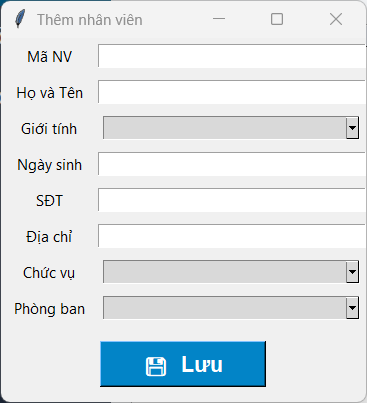 Thêm nhân viên
Mã NV
Họ và Tên
Giới tính
Ngày sinh
SĐT
Địa chỉ
Chức vụ
Phòng ban
Lưu